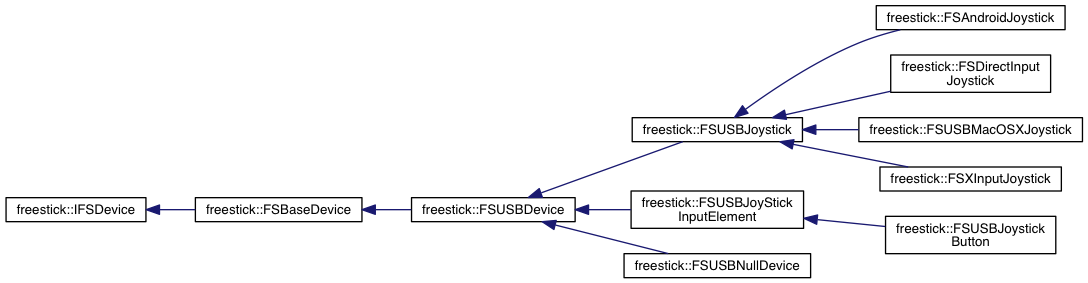 freestick::FSAndroidJoystick
freestick::FSDirectInput
Joystick
freestick::FSUSBJoystick
freestick::FSUSBMacOSXJoystick
freestick::FSXInputJoystick
freestick::IFSDevice
freestick::FSBaseDevice
freestick::FSUSBDevice
freestick::FSUSBJoyStick
InputElement
freestick::FSUSBJoystick
Button
freestick::FSUSBNullDevice